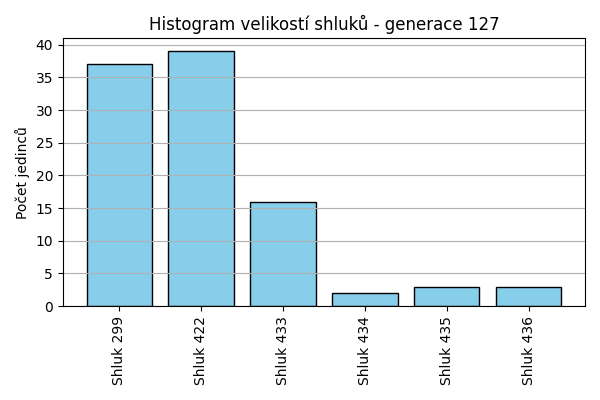 Histogram velikostí shluků - generace 127
Počet jedinců
40
35
30
25
20
15
10
5
0
Shluk 299
Shluk 422
Shluk 433
Shluk 434
Shluk 435
Shluk 436